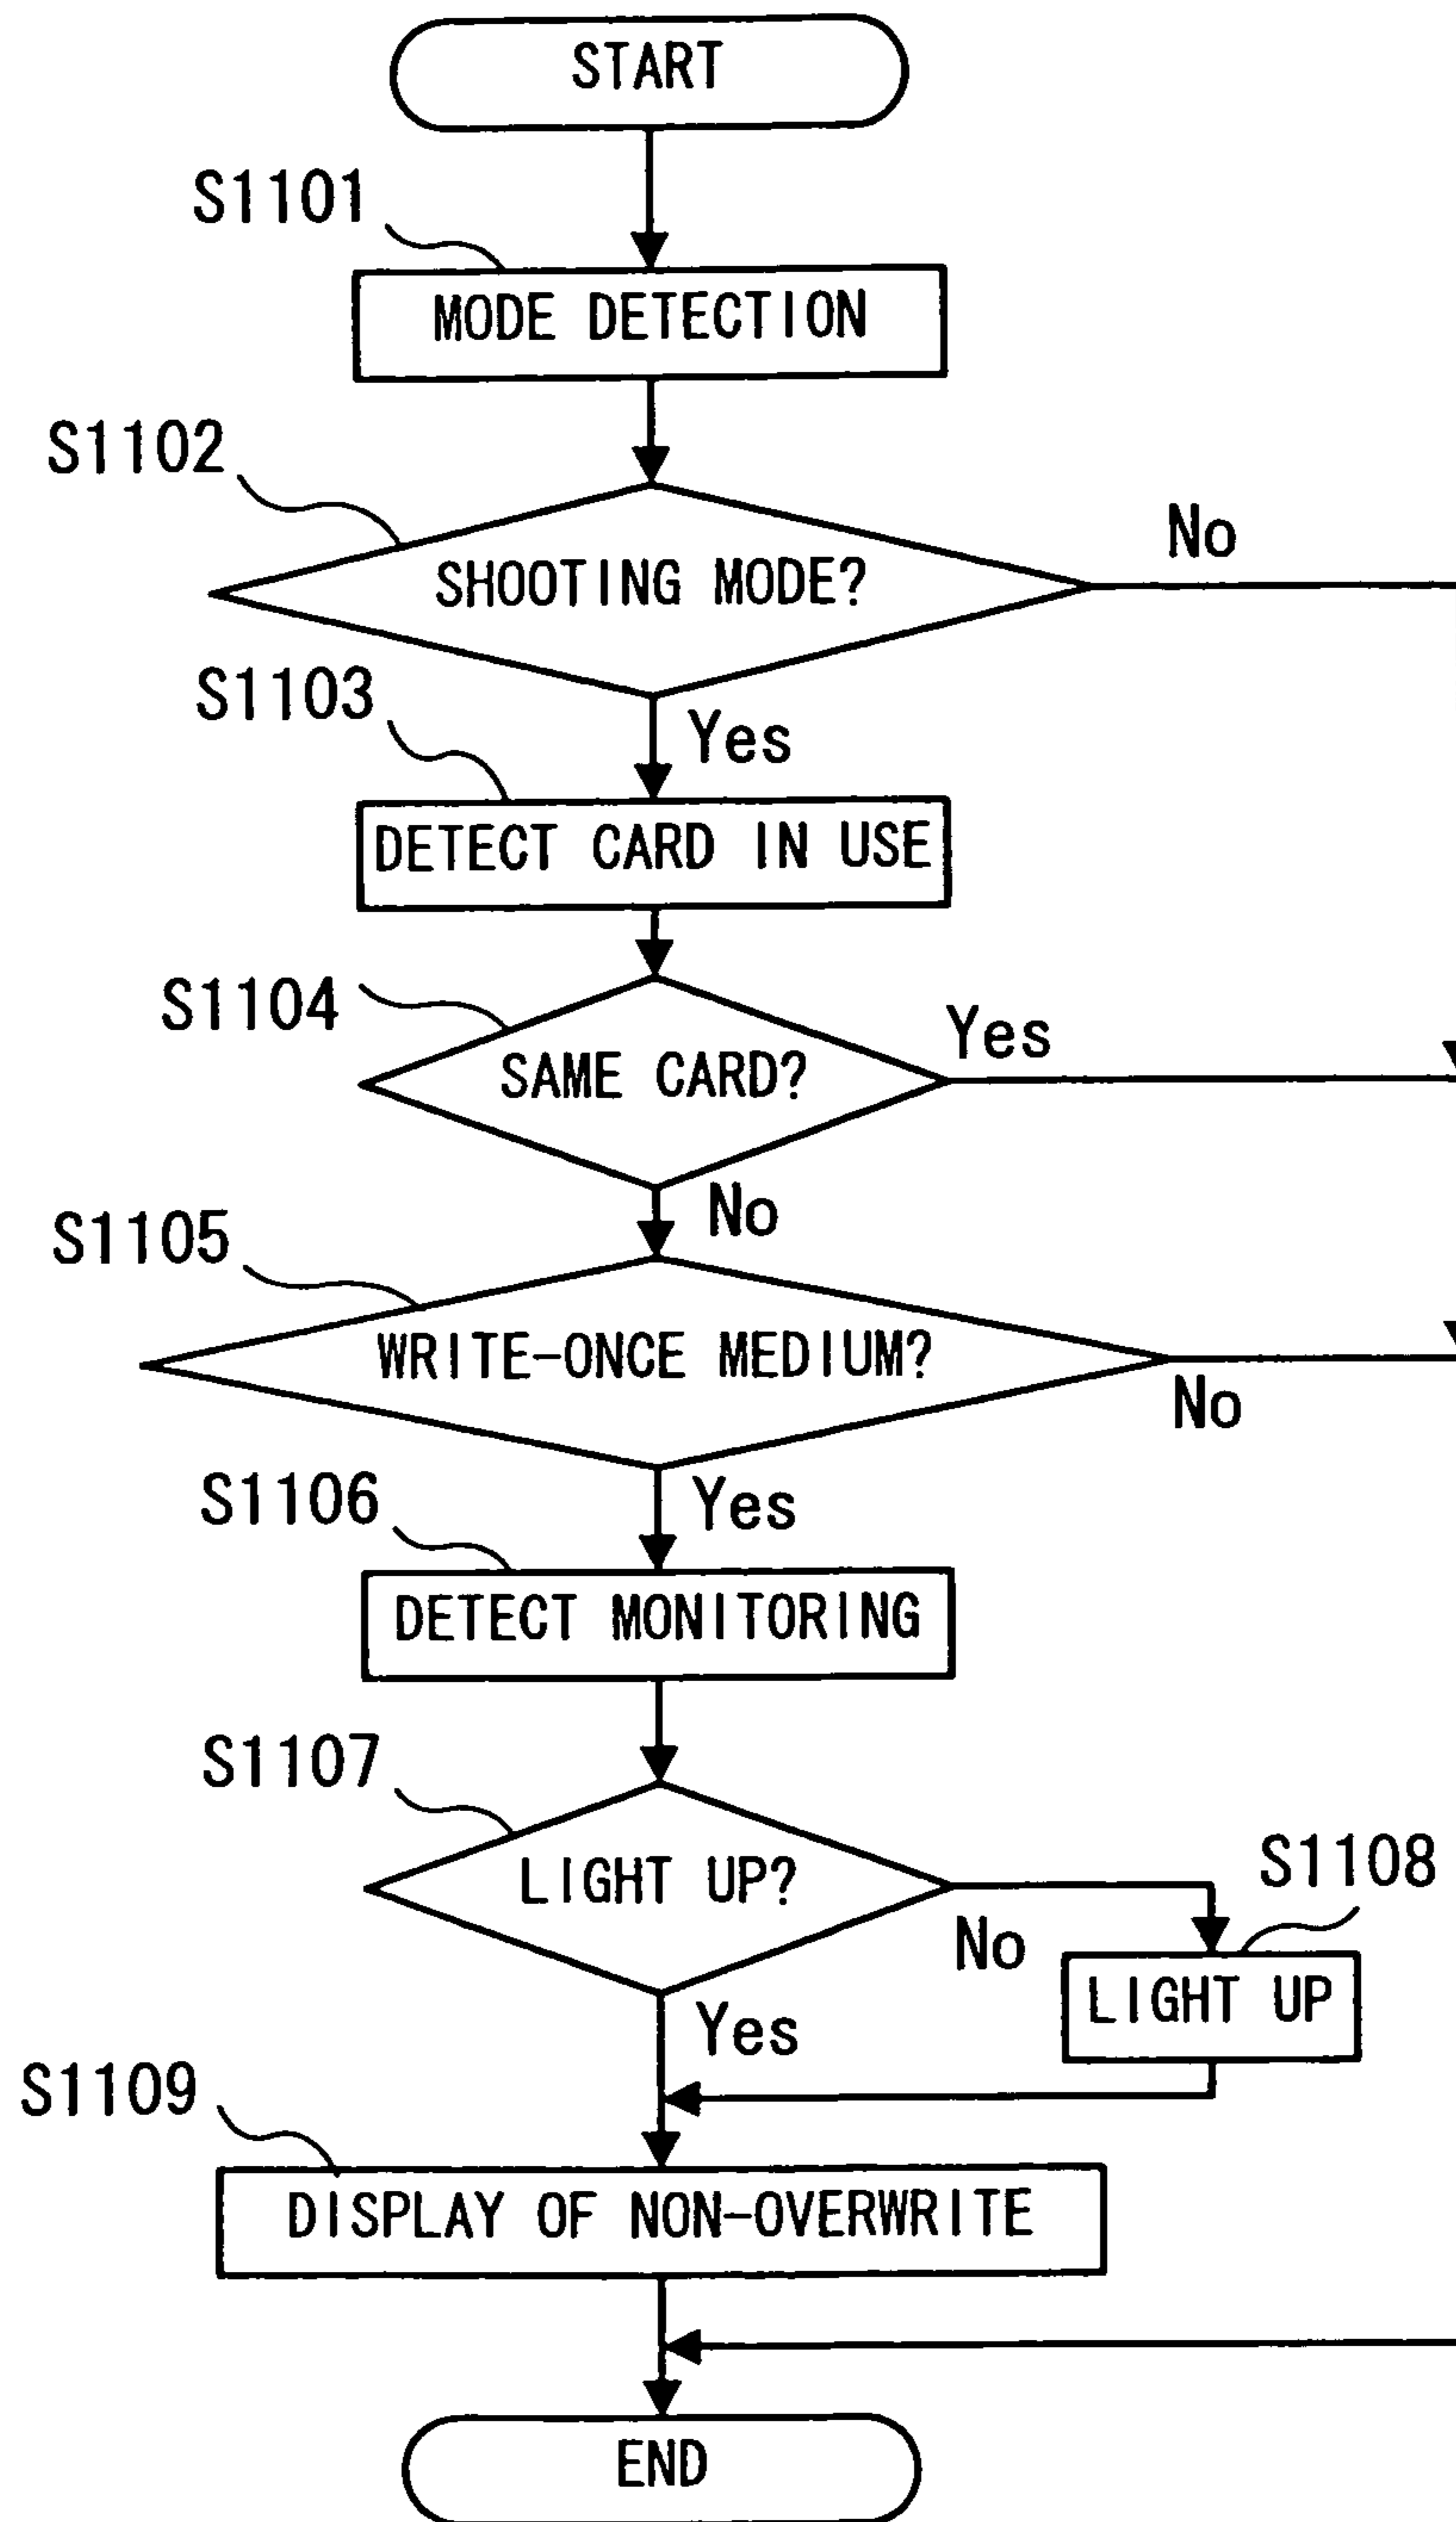 START
S1101
MODE DETECTION
S1102
No
SHOOTING MODE?
S1103
Yes
DETECT CARD IN USE
S1104
Yes
SAME CARD?
No
S1105
WRITE-ONCE MEDIUM?
No
S1106
Yes
DETECT MONITORING
S1107
LIGHT UP?
S1108
No
LIGHT UP
Yes
S1109
DISPLAY OF NON-OVERWRITE
END